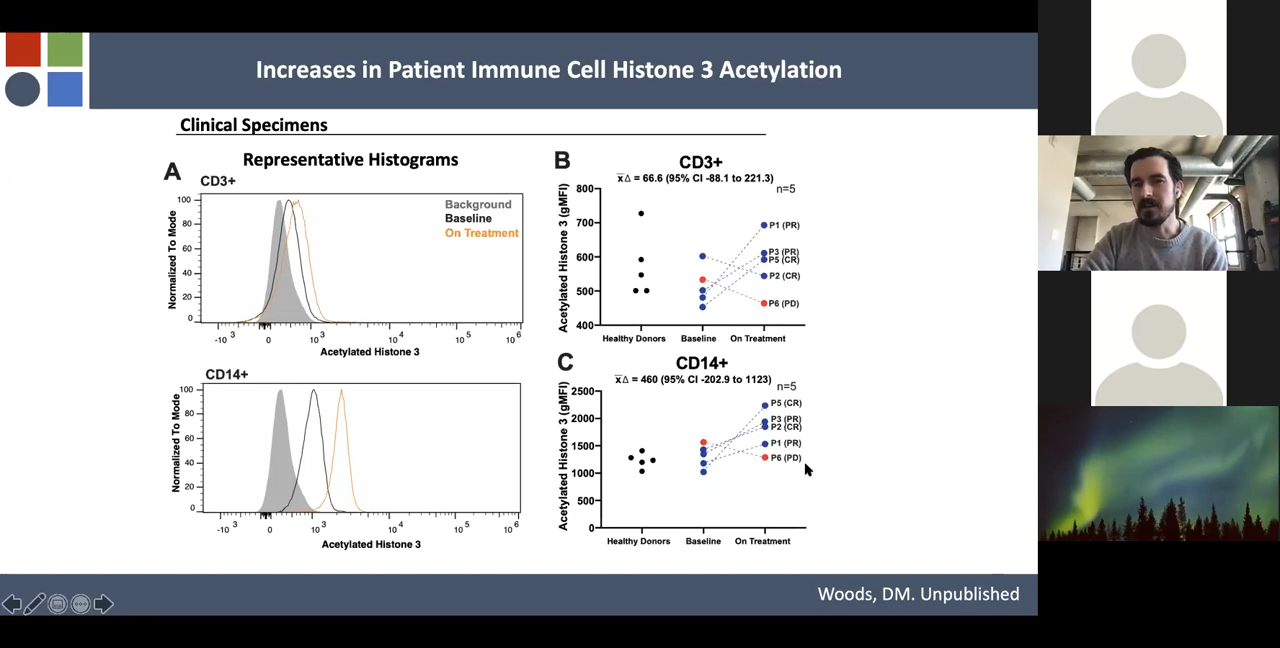 Increases in Patient Immune Cell Histone 3 Acetylation
Clinical Specimens
A
Representative Histograms
CD3+
Background
Baseline
On Treatment
Normalized To Mode
100
80
60
40
20
0
-10 3
0
10 3
10 4
10 5
10 6
Acetylated Histone 3
CD14+
Normalized To Mode
100
80
60
40
20
0
-10 3
0
10 3
10 4
10 5
10 6
Acetylated Histone 3
B
CD3+
x̅ Δ = 66.6 (95% CI -88.1 to 221.3)
n=5
Acetylated Histone 3 (gMFI)
800
700
600
500
400
P1 (PR)
P3 (PR)
P5 (CR)
P2 (CR)
P6 (PD)
Healthy Donors
Baseline
On Treatment
C
CD14+
x̅ Δ = 460 (95% CI -202.9 to 1123)
n=5
Acetylated Histone 3 (gMFI)
2500
2000
1500
1000
500
0
P5 (CR)
P3 (PR)
P2 (CR)
P1 (PR)
P6 (PD)
Healthy Donors
Baseline
On Treatment
Woods, DM. Unpublished